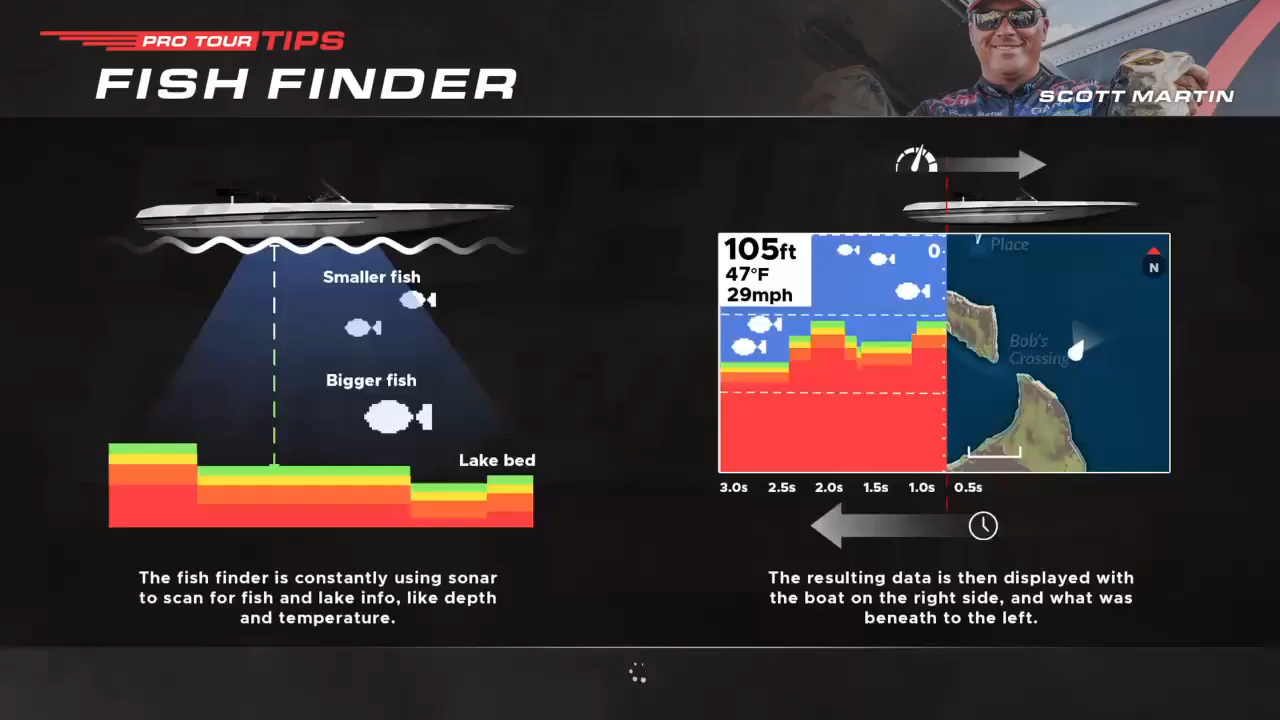 PRO TOUR TIPS
FISH FINDER
SCOTT MARTIN
Smaller fish
Bigger fish
Lake bed
The fish finder is constantly using sonar
to scan for fish and lake info, like depth
and temperature.
105ft
47°F
29mph
0
Place
N
Bob's
Crossing
3.0s 2.5s 2.0s 1.5s 1.0s 0.5s
The resulting data is then displayed with
the boat on the right side, and what was
beneath to the left.